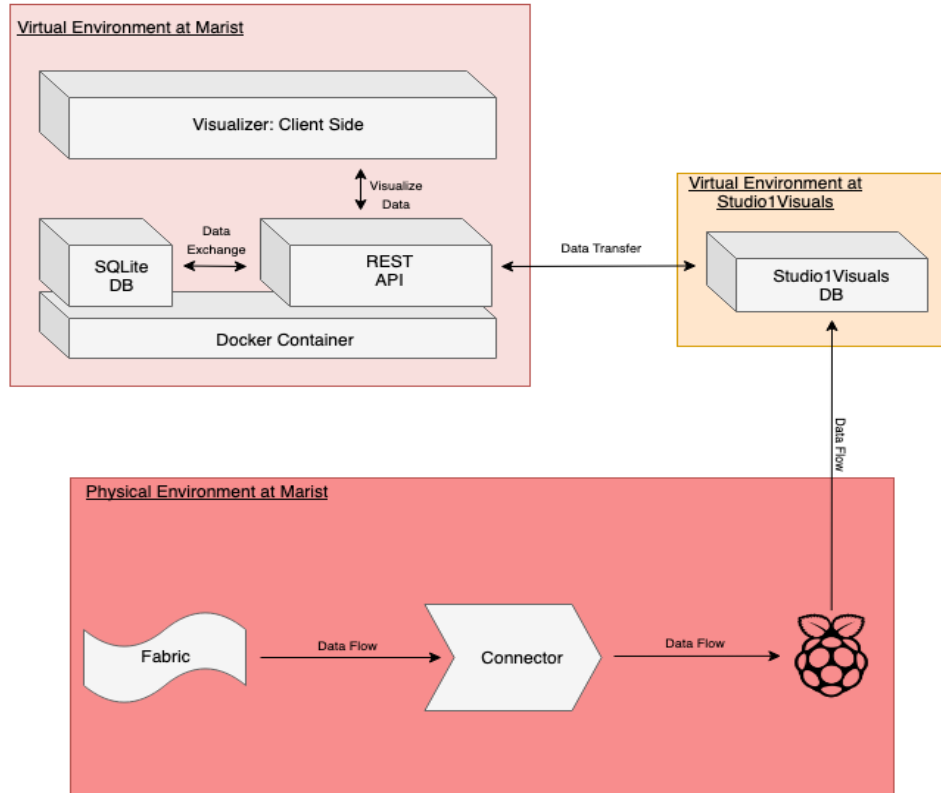 Virtual Environment at Marist
Visualizer: Client Side
Visualize
Data
Data
Exchange
SQLite
DB
REST
API
Docker Container
Data Transfer
Virtual Environment at
Studio1Visuals
Studio1Visuals
DB
Data Flow
Physical Environment at Marist
Fabric
Data Flow
Connector
Data Flow